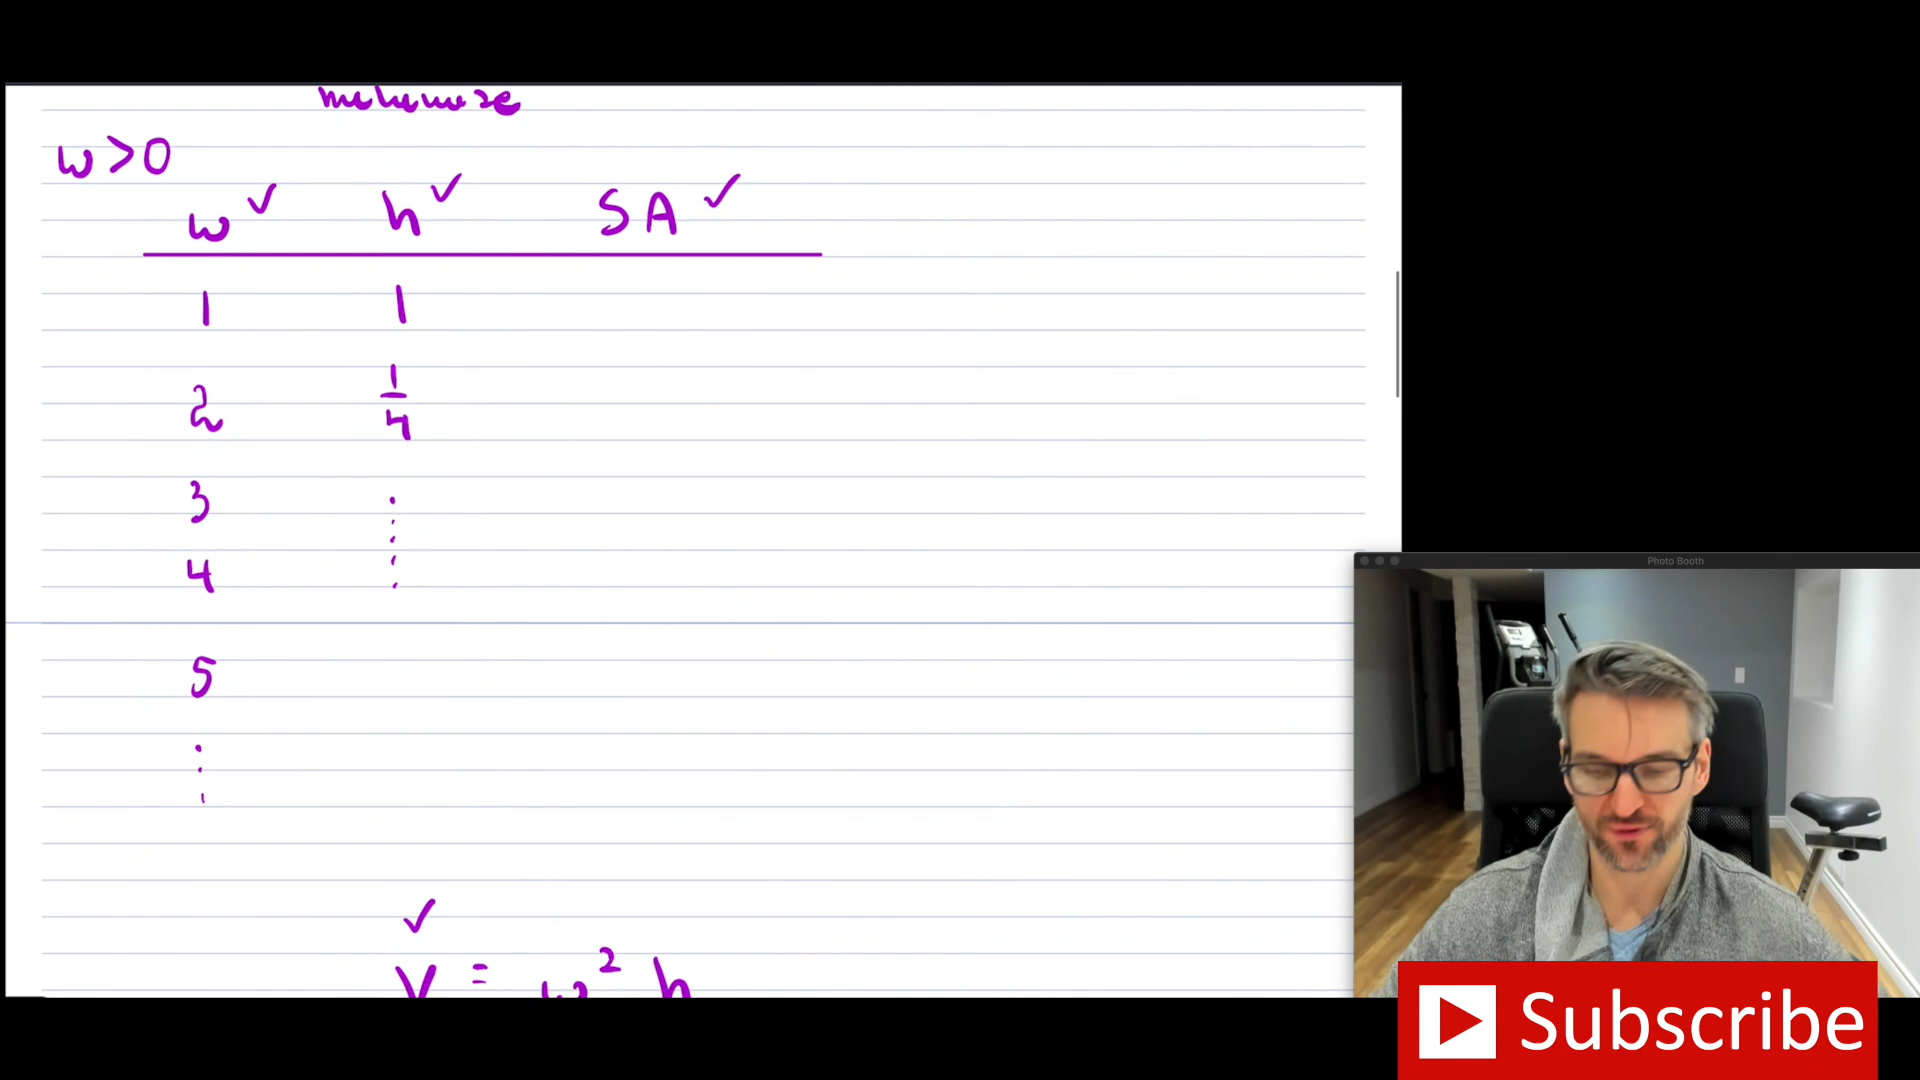 w > 0
w ✓ h ✓ SA ✓
1 1
2 1/4
3 ⋮
4 ⋮
5
⋮
✓
V = w² h
Photo Booth
Subscribe